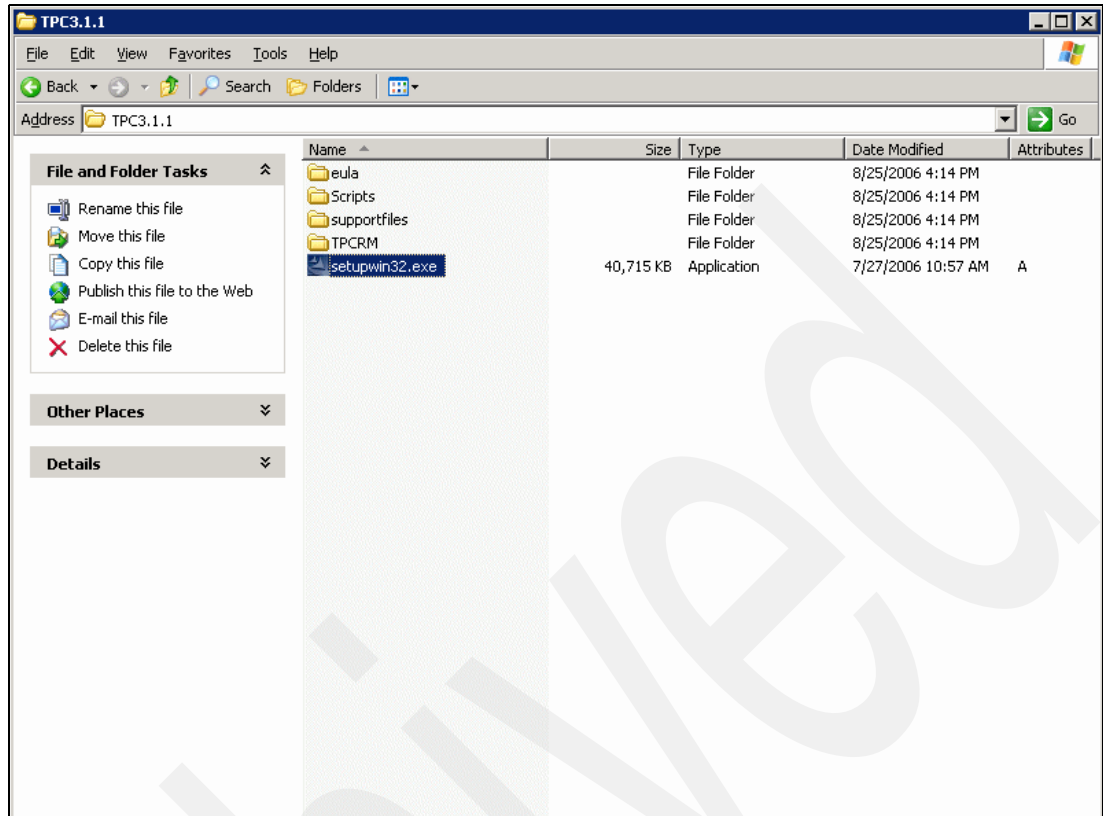 TPC3.1.1
File Edit View Favorites Tools Help
Back Search Folders
Address TPC3.1.1 Go
File and Folder Tasks
Rename this file
Move this file
Copy this file
Publish this file to the Web
E-mail this file
Delete this file
Other Places
Details
Name Size Type Date Modified Attributes
eula File Folder 8/25/2006 4:14 PM
Scripts File Folder 8/25/2006 4:14 PM
supportfiles File Folder 8/25/2006 4:14 PM
TPCRM File Folder 8/25/2006 4:14 PM
setupwin32.exe 40,715 KB Application 7/27/2006 10:57 AM A
ived